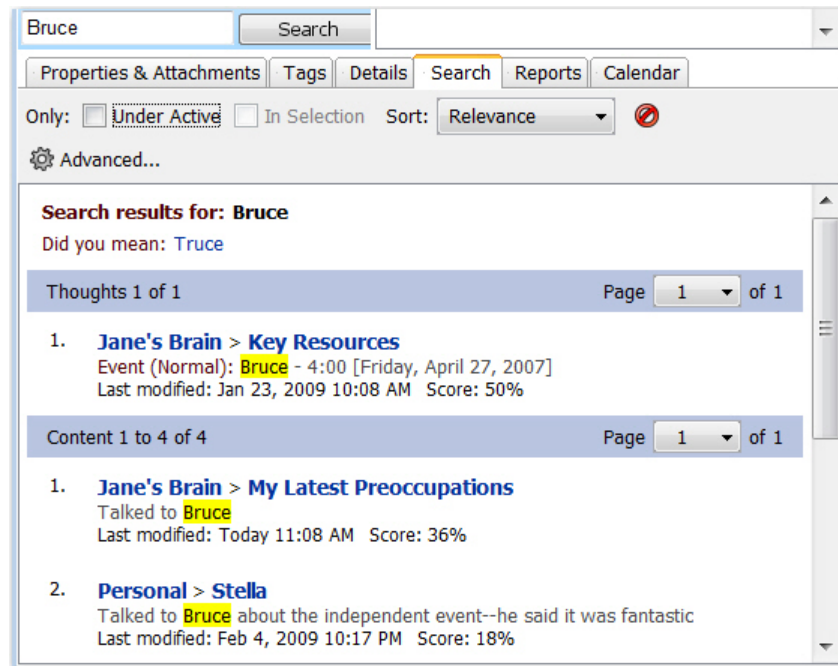 Bruce Search
Properties & Attachments Tags Details Search Reports Calendar
Only: Under Active In Selection Sort: Relevance
Advanced...
Search results for: Bruce
Did you mean: Truce
Thoughts 1 of 1 Page 1 of 1
1. Jane's Brain > Key Resources
Event (Normal): Bruce - 4:00 [Friday, April 27, 2007]
Last modified: Jan 23, 2009 10:08 AM Score: 50%
Content 1 to 4 of 4 Page 1 of 1
1. Jane's Brain > My Latest Preoccupations
Talked to Bruce
Last modified: Today 11:08 AM Score: 36%
2. Personal > Stella
Talked to Bruce about the independent event--he said it was fantastic
Last modified: Feb 4, 2009 10:17 PM Score: 18%